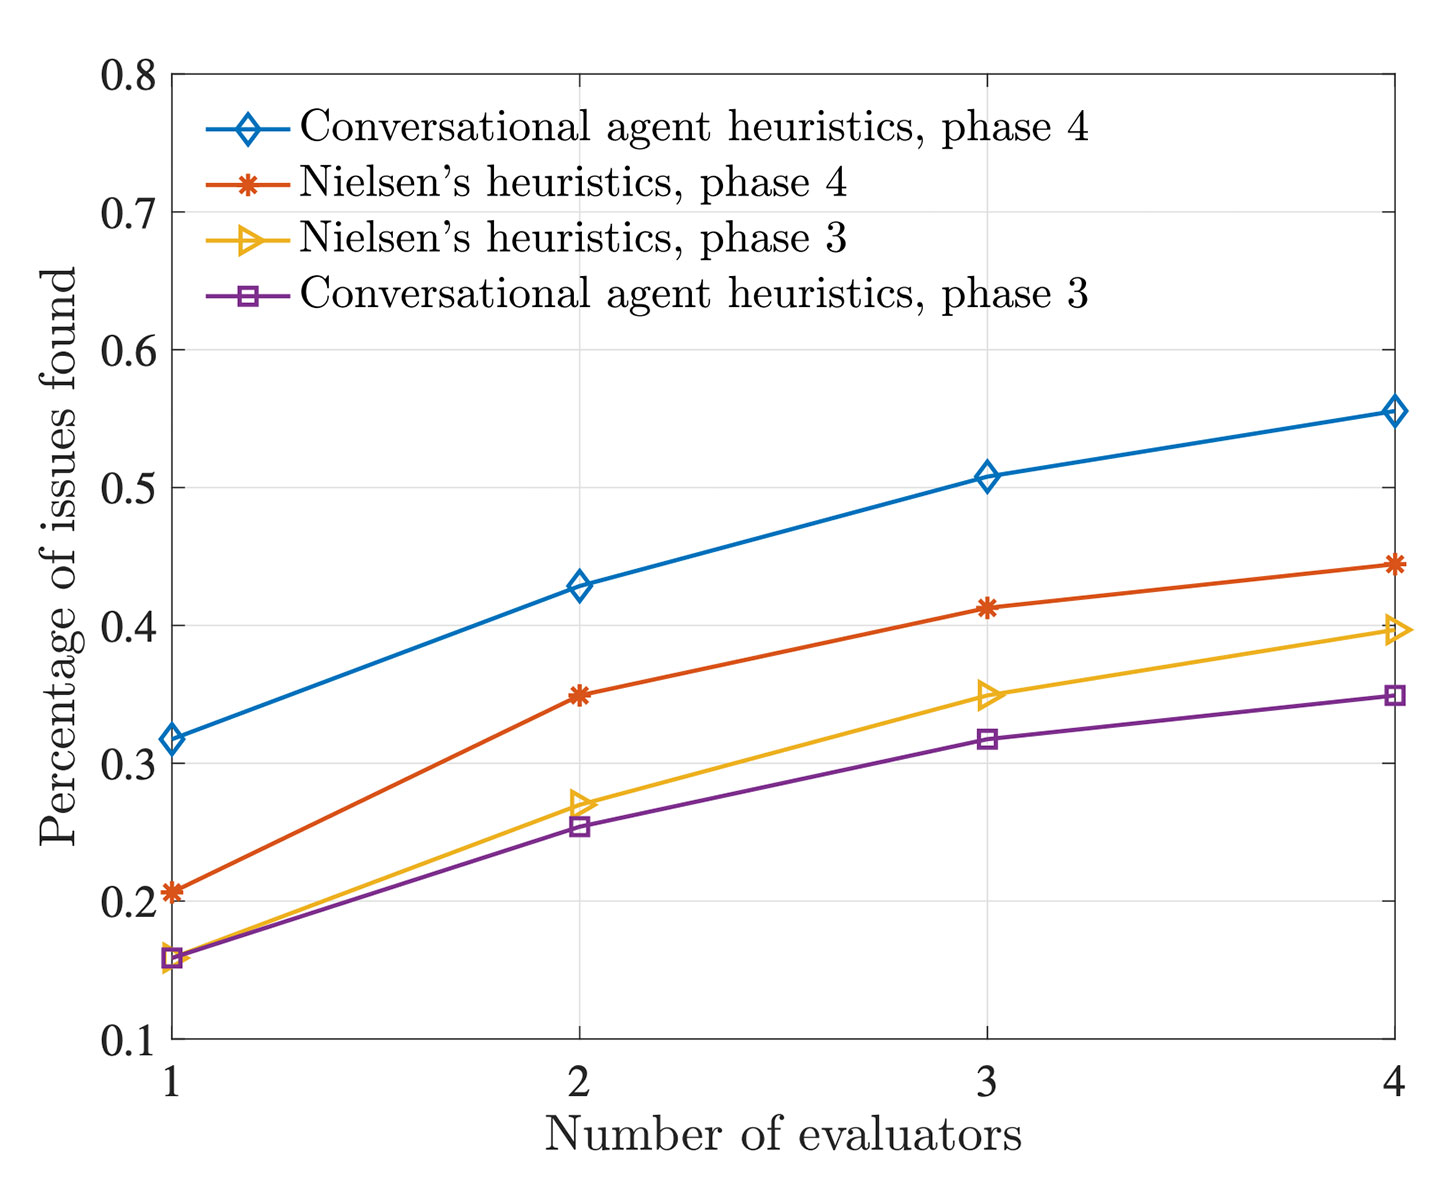 0.8
0.7
0.6
0.5
0.4
0.3
0.2
0.1
Percentage of issues found
Conversational agent heuristics, phase 4
Nielsen's heuristics, phase 4
Nielsen's heuristics, phase 3
Conversational agent heuristics, phase 3
1 2 3 4
Number of evaluators